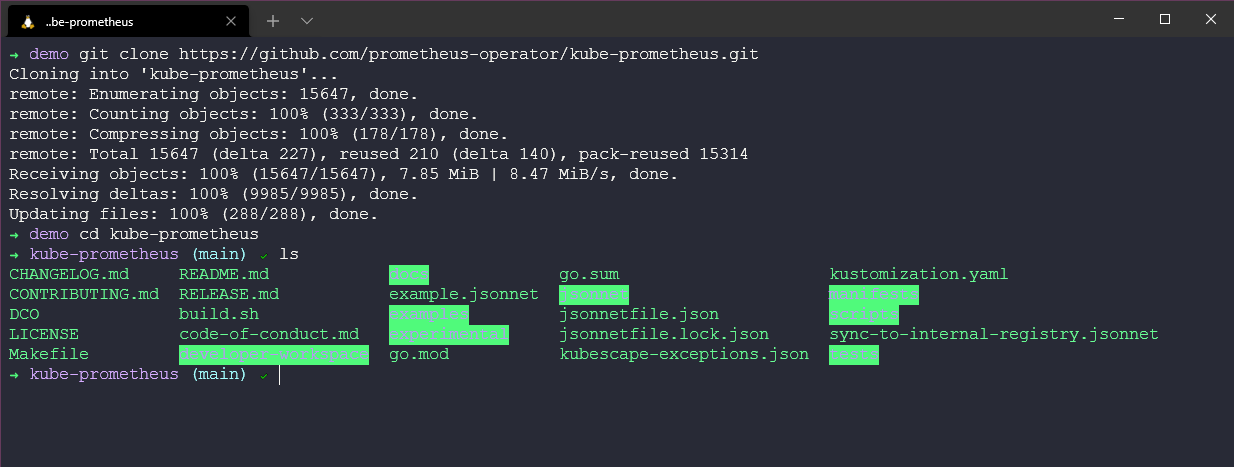 ..be-prometheus
→ demo git clone https://github.com/prometheus-operator/kube-prometheus.git
Cloning into 'kube-prometheus'...
remote: Enumerating objects: 15647, done.
remote: Counting objects: 100% (333/333), done.
remote: Compressing objects: 100% (178/178), done.
remote: Total 15647 (delta 227), reused 210 (delta 140), pack-reused 15314
Receiving objects: 100% (15647/15647), 7.85 MiB | 8.47 MiB/s, done.
Resolving deltas: 100% (9985/9985), done.
Updating files: 100% (288/288), done.
→ demo cd kube-prometheus
→ kube-prometheus (main) ✓ ls
CHANGELOG.md README.md docs go.sum kustomization.yaml
CONTRIBUTING.md RELEASE.md example.jsonnet jsonnet manifests
DCO build.sh examples jsonnetfile.json scripts
LICENSE code-of-conduct.md experimental jsonnetfile.lock.json sync-to-internal-registry.jsonnet
Makefile developer-workspace go.mod kubescape-exceptions.json tests
→ kube-prometheus (main) ✓